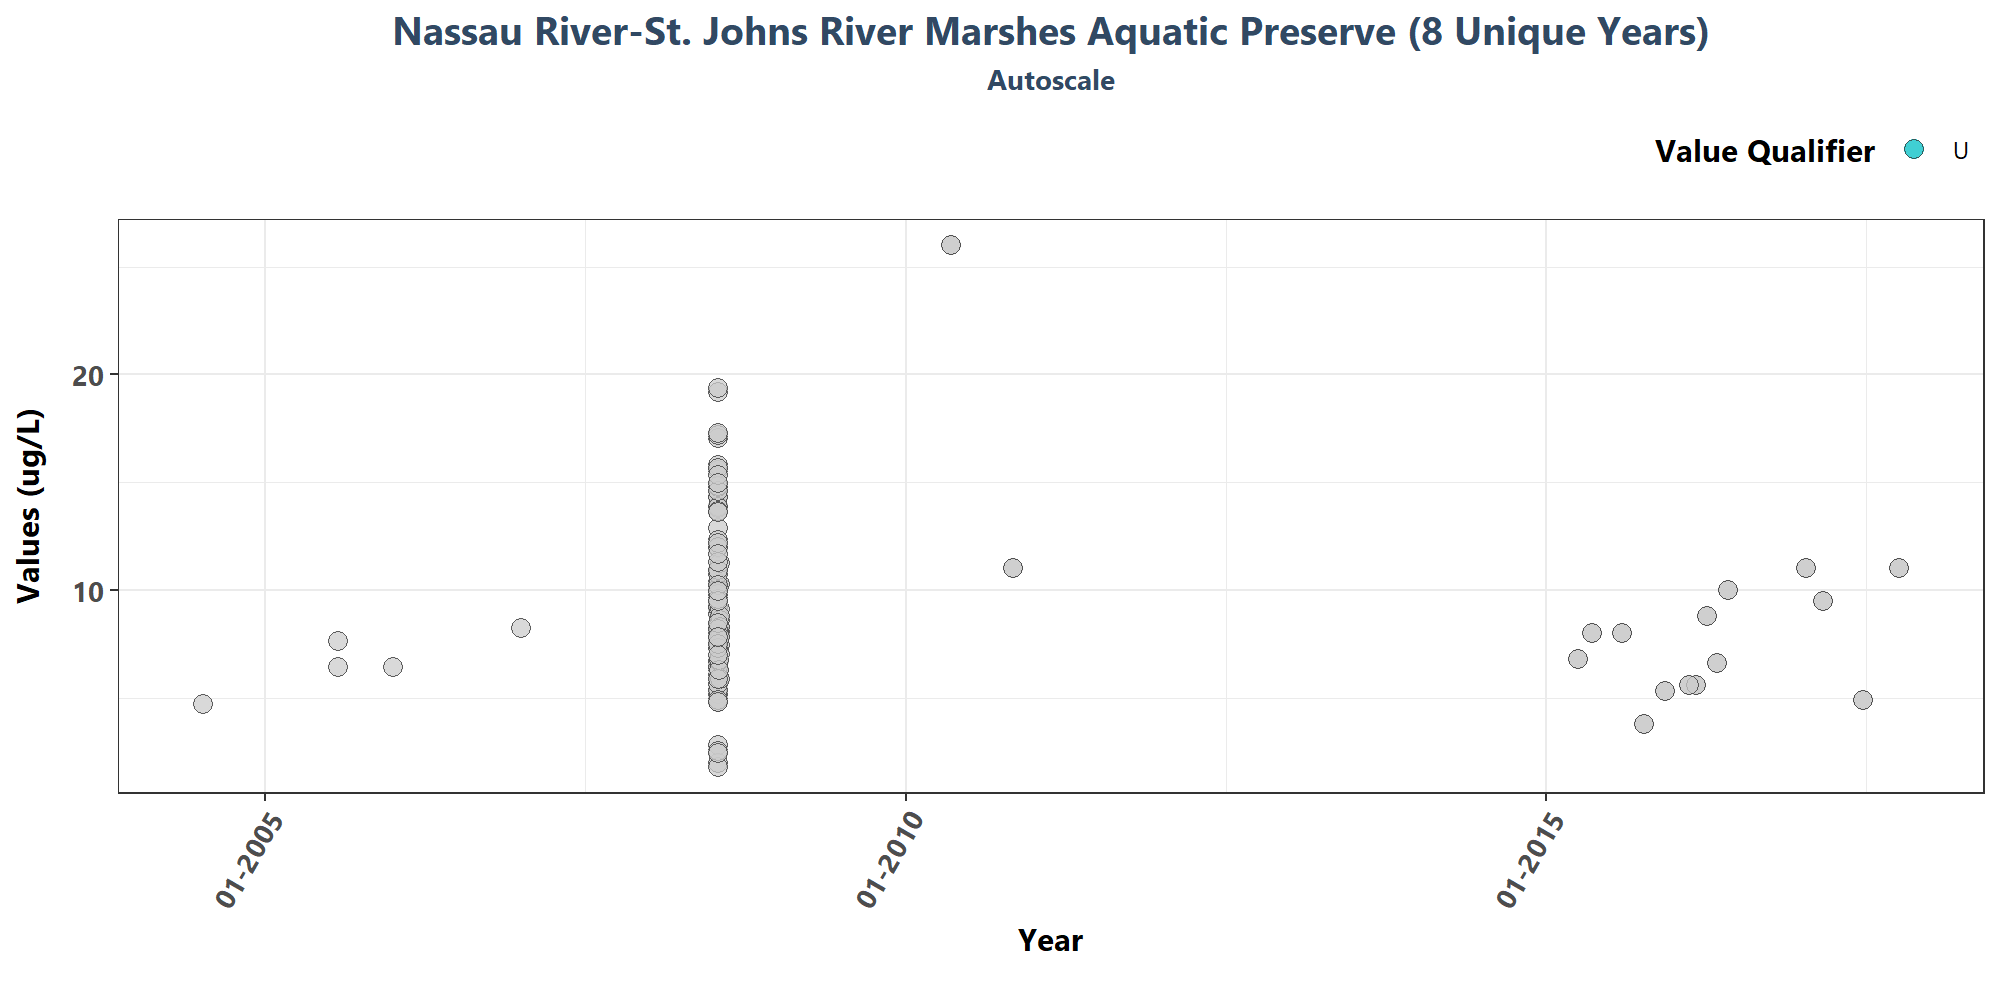 Nassau River-St. Johns River Marshes Aquatic Preserve (8 Unique Years)
Autoscale
Value Qualifier U
Values (ug/L)
20
10
01-2005 01-2010 01-2015
Year